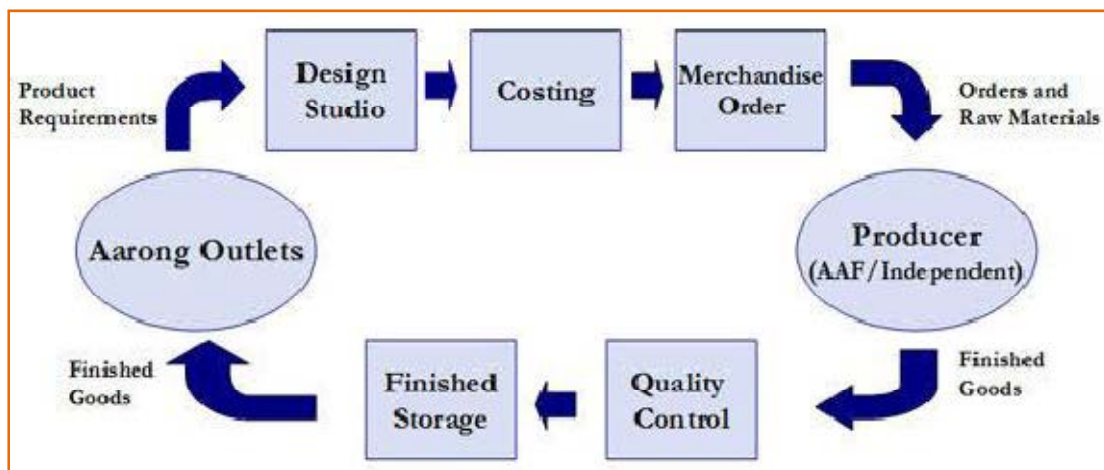 Product
Requirements
Design
Studio
Costing
Merchandise
Order
Orders and
Raw Materials
Aarong Outlets
Producer
(AAF/Independent)
Finished
Goods
Finished
Storage
Quality
Control
Finished
Goods